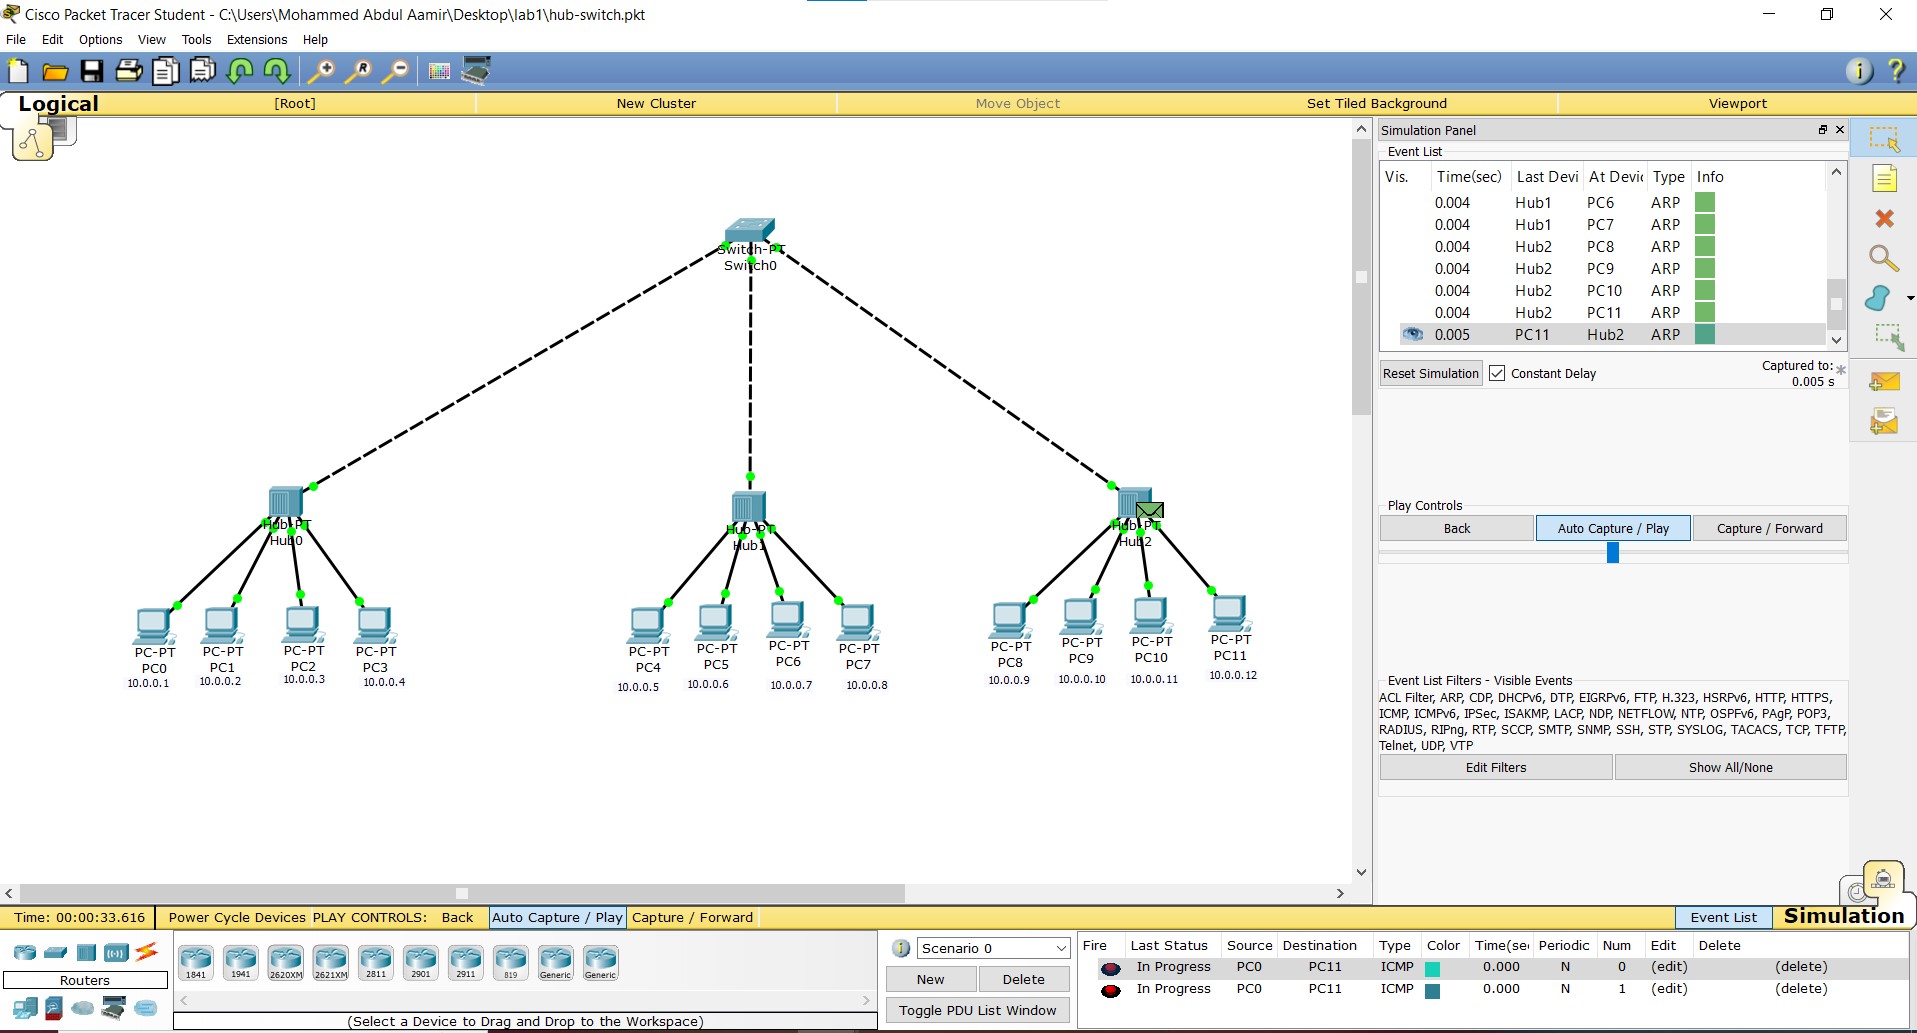 Cisco Packet Tracer Student - C:\Users\Mohammed Abdul Aamir\Desktop\lab1\hub-switch.pkt
File Edit Options View Tools Extensions Help
Logical [Root] New Cluster Move Object Set Tiled Background Viewport
Switch-PT
Switch0
Hub-PT
Hub0
Hub-PT
Hub1
Hub-PT
Hub2
PC-PT
PC0
10.0.0.1
PC-PT
PC1
10.0.0.2
PC-PT
PC2
10.0.0.3
PC-PT
PC3
10.0.0.4
PC-PT
PC4
10.0.0.5
PC-PT
PC5
10.0.0.6
PC-PT
PC6
10.0.0.7
PC-PT
PC7
10.0.0.8
PC-PT
PC8
10.0.0.9
PC-PT
PC9
10.0.0.10
PC-PT
PC10
10.0.0.11
PC-PT
PC11
10.0.0.12
Simulation Panel
Event List
Vis. Time(sec) Last Devi At Devic Type Info
0.004 Hub1 PC6 ARP
0.004 Hub1 PC7 ARP
0.004 Hub2 PC8 ARP
0.004 Hub2 PC9 ARP
0.004 Hub2 PC10 ARP
0.004 Hub2 PC11 ARP
0.005 PC11 Hub2 ARP
Reset Simulation Constant Delay Captured to: *
0.005 s
Play Controls
Back Auto Capture / Play Capture / Forward
Event List Filters - Visible Events
ACL Filter, ARP, CDP, DHCPv6, DTP, EIGRPv6, FTP, H.323, HSRPv6, HTTP, HTTPS,
ICMP, ICMPv6, IPSec, ISAKMP, LACP, NDP, NETFLOW, NTP, OSPFv6, PAgP, POP3,
RADIUS, RIPng, RTP, SCCP, SMTP, SNMP, SSH, STP, SYSLOG, TACACS, TCP, TFTP,
Telnet, UDP, VTP
Edit Filters Show All/None
Time: 00:00:33.616 Power Cycle Devices PLAY CONTROLS: Back Auto Capture / Play Capture / Forward Event List Simulation
Routers
1841 1941 2620XM 2621XM 2811 2901 2911 819 Generic Generic
(Select a Device to Drag and Drop to the Workspace)
Scenario 0
New Delete
Toggle PDU List Window
Fire Last Status Source Destination Type Color Time(sec Periodic Num Edit Delete
In Progress PC0 PC11 ICMP 0.000 N 0 (edit) (delete)
In Progress PC0 PC11 ICMP 0.000 N 1 (edit) (delete)